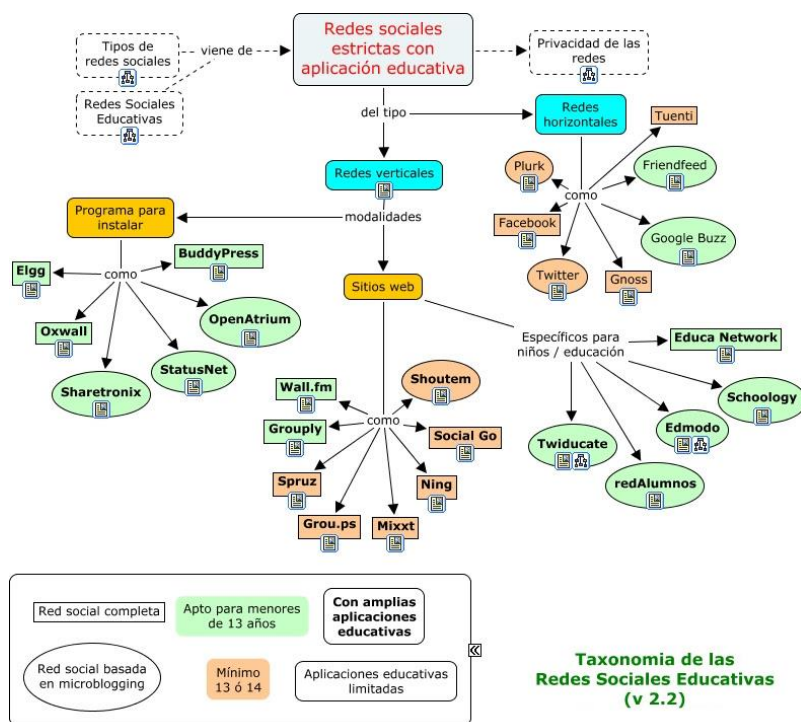 Redes sociales
estrictas con
aplicación educativa
Tipos de
redes sociales
viene de
Privacidad de las
redes
Redes Sociales
Educativas
del tipo
Redes
horizontales
Tuenti
Plurk
Friendfeed
como
Facebook
Google Buzz
Twitter
Gnoss
Redes verticales
modalidades
Programa para
instalar
como
BuddyPress
Elgg
OpenAtrium
Oxwall
StatusNet
Sharetronix
Sitios web
Específicos para
niños / educación
Educa Network
Schoology
Edmodo
Twiducate
redAlumnos
Wall.fm
Shoutem
como
Grouply
Social Go
Spruz
Ning
Grou.ps
Mixxt
Red social completa
Apto para menores
de 13 años
Con amplias
aplicaciones
educativas
Red social basada
en microblogging
Mínimo
13 ó 14
Aplicaciones educativas
limitadas
Taxonomia de las
Redes Sociales Educativas
(v 2.2)